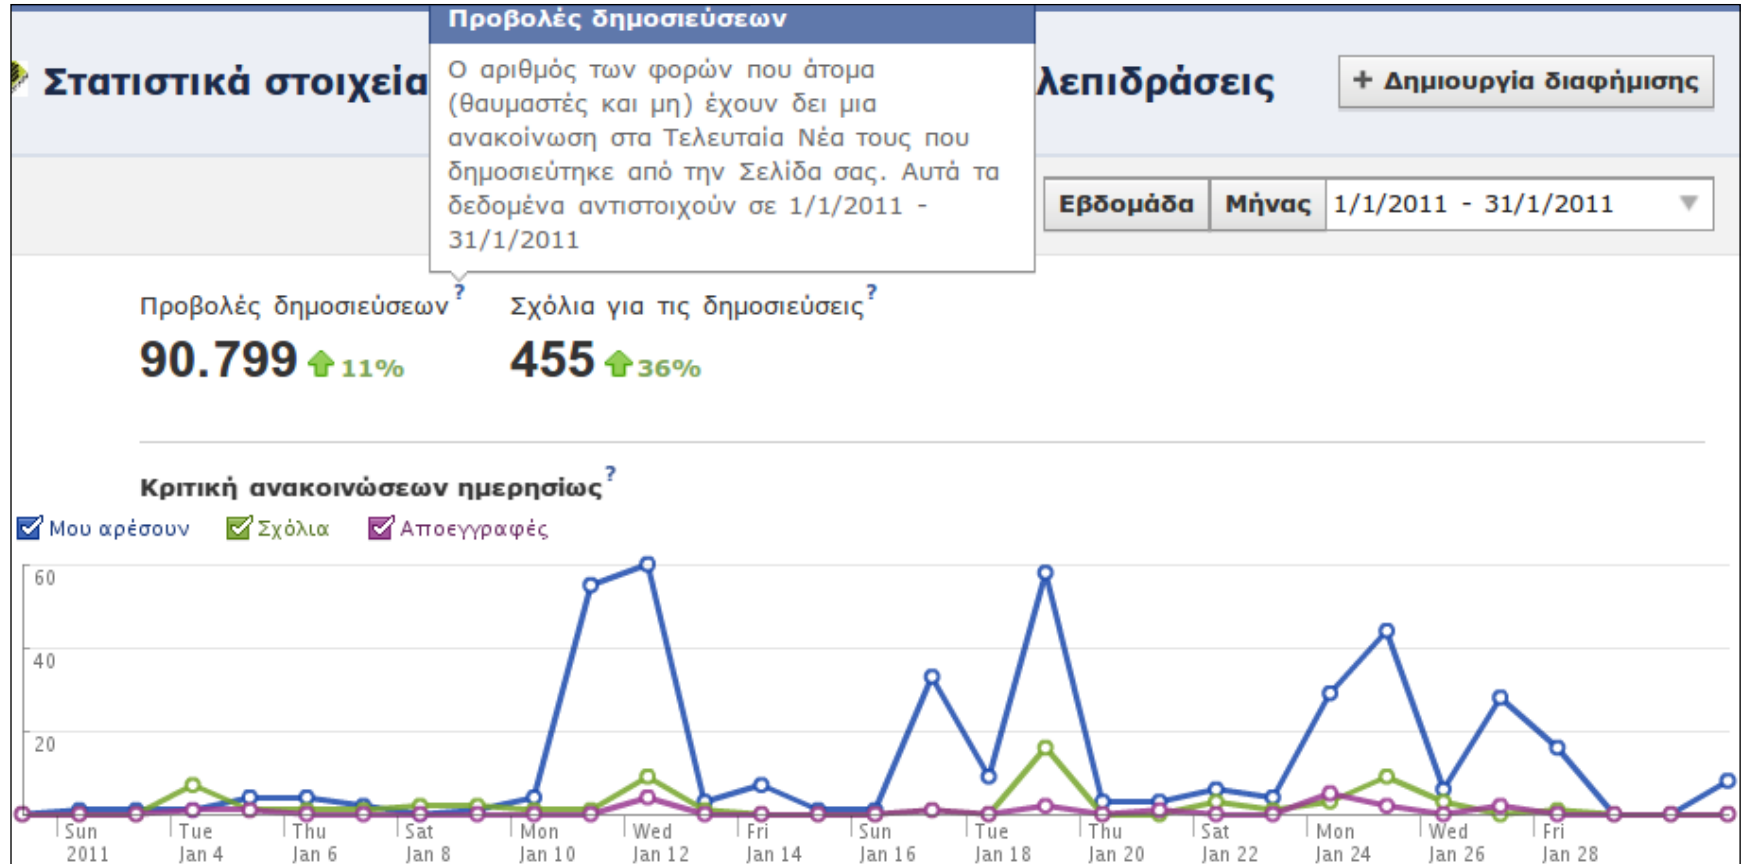 Προβολές δημοσιεύσεων
Ο αριθμός των φορών που άτομα
(θαυμαστές και μη) έχουν δει μια
ανακοίνωση στα Τελευταία Νέα τους που
δημοσιεύτηκε από την Σελίδα σας. Αυτά τα
δεδομένα αντιστοιχούν σε 1/1/2011 -
31/1/2011
Στατιστικά στοιχεία
λεπιδράσεις
+ Δημιουργία διαφήμισης
Εβδομάδα Μήνας 1/1/2011 - 31/1/2011
Προβολές δημοσιεύσεων? Σχόλια για τις δημοσιεύσεις?
90.799 11% 455 36%
Κριτική ανακοινώσεων ημερησίως?
Μου αρέσουν Σχόλια Αποεγγραφές
60
40
20
Sun Tue Thu Sat Mon Wed Fri Sun Tue Thu Sat Mon Wed Fri
2011 Jan 4 Jan 6 Jan 8 Jan 10 Jan 12 Jan 14 Jan 16 Jan 18 Jan 20 Jan 22 Jan 24 Jan 26 Jan 28